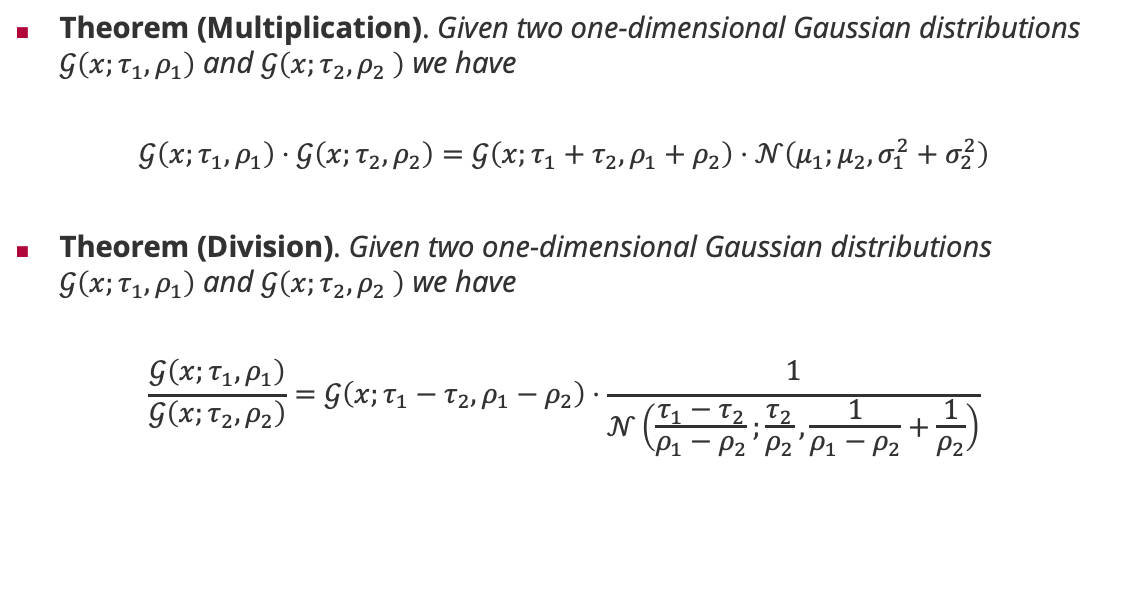 ▪ Theorem (Multiplication). Given two one-dimensional Gaussian distributions
𝒢(x; τ₁, ρ₁) and 𝒢(x; τ₂, ρ₂ ) we have
𝒢(x; τ₁, ρ₁) · 𝒢(x; τ₂, ρ₂) = 𝒢(x; τ₁ + τ₂, ρ₁ + ρ₂) · 𝒩(μ₁; μ₂, σ₁² + σ₂²)
▪ Theorem (Division). Given two one-dimensional Gaussian distributions
𝒢(x; τ₁, ρ₁) and 𝒢(x; τ₂, ρ₂ ) we have
𝒢(x; τ₁, ρ₁) / 𝒢(x; τ₂, ρ₂) = 𝒢(x; τ₁ − τ₂, ρ₁ − ρ₂) · 1 / 𝒩((τ₁ − τ₂)/(ρ₁ − ρ₂); τ₂/ρ₂, 1/(ρ₁ − ρ₂) + 1/ρ₂)